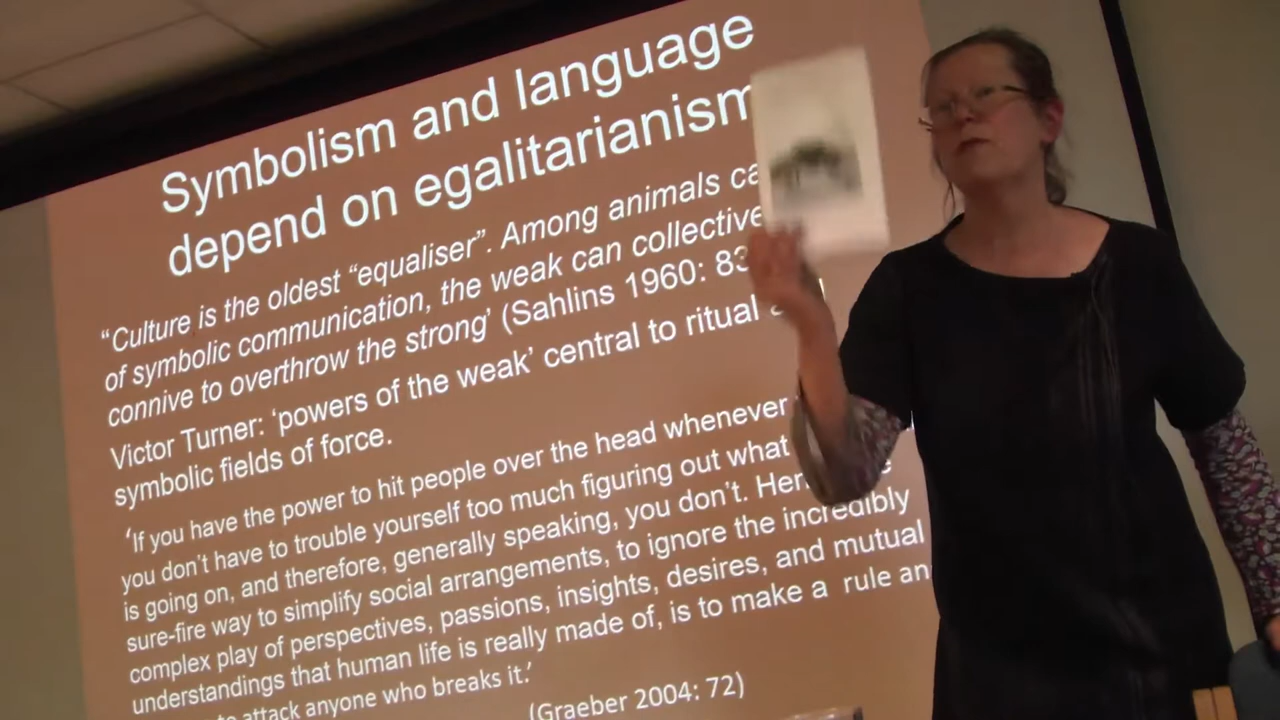 Symbolism and language
depend on egalitarianism
“Culture is the oldest “equaliser”. Among animals ca
of symbolic communication, the weak can collective
connive to overthrow the strong’ (Sahlins 1960: 83
Victor Turner: ‘powers of the weak’ central to ritual a
symbolic fields of force.
‘If you have the power to hit people over the head whenever
you don’t have to trouble yourself too much figuring out what
is going on, and therefore, generally speaking, you don’t. Hen
sure-fire way to simplify social arrangements, to ignore the incredibly
complex play of perspectives, passions, insights, desires, and mutual
understandings that human life is really made of, is to make a rule an
to attack anyone who breaks it.’
(Graeber 2004: 72)